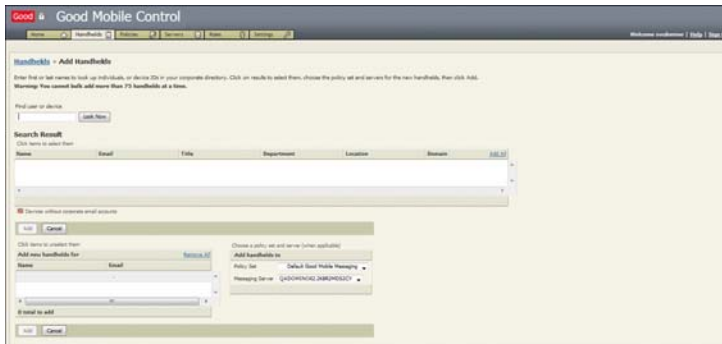 Good Good Mobile Control
Home Handhelds Policies Servers Roles Settings
Welcome | Help | Sign
Handhelds > Add Handhelds
Enter first or last names to look up individuals, or device IDs in your corporate directory. Click on results to select them, choose the policy set and servers for the new handhelds, then click Add.
Warning: You cannot bulk add more than 75 handhelds at a time.
Find user or device:
Look Now
Search Result
Click items to select them
Name Email Title Department Location Domain Add All
Devices without corporate email accounts
Add Cancel
Click items to unselect them
Choose a policy set and server (when applicable)
Add new handhelds for Remove All
Add handhelds to
Name Email
Policy Set Default Good Mobile Messaging
Messaging Server
0 total to add
Add Cancel